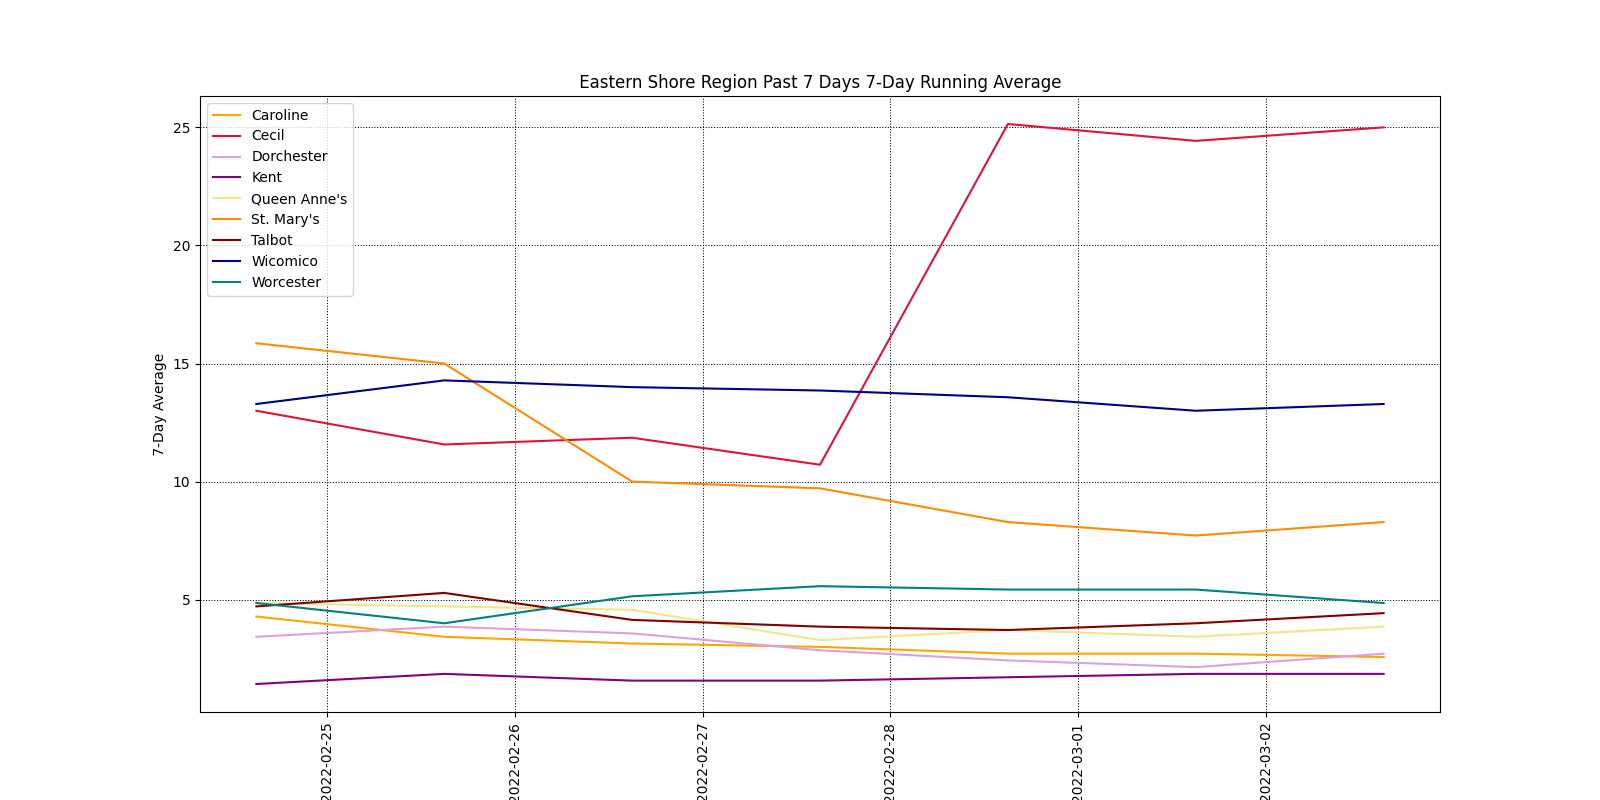 Eastern Shore Region Past 7 Days 7-Day Running Average
Caroline
Cecil
Dorchester
Kent
Queen Anne's
St. Mary's
Talbot
Wicomico
Worcester
7-Day Average
25
20
15
10
5
2022-02-25
2022-02-26
2022-02-27
2022-02-28
2022-03-01
2022-03-02